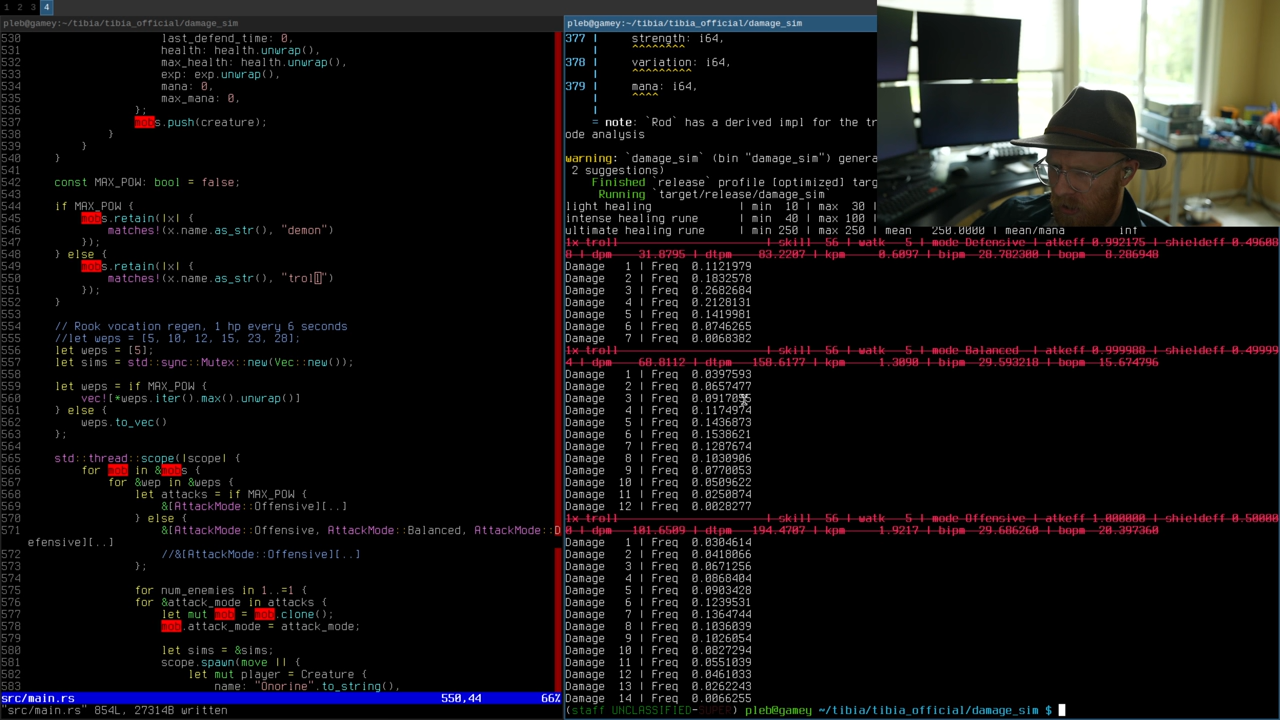 1 2 3 4
pleb@gamey:~/tibia/tibia_official/damage_sim
530 last_defend_time: 0,
531 health: health.unwrap(),
532 max_health: health.unwrap(),
533 exp: exp.unwrap(),
534 mana: 0,
535 max_mana: 0,
536 };
537 mobs.push(creature);
538 }
539 }
540 }
541
542 const MAX_POW: bool = false;
543
544 if MAX_POW {
545 mobs.retain(|x| {
546 matches!(x.name.as_str(), "demon")
547 });
548 } else {
549 mobs.retain(|x| {
550 matches!(x.name.as_str(), "troll")
551 });
552 }
553
554 // Rook vocation regen, 1 hp every 6 seconds
555 //let weps = [5, 10, 12, 15, 23, 28];
556 let weps = [5];
557 let sims = std::sync::Mutex::new(Vec::new());
558
559 let weps = if MAX_POW {
560 vec![*weps.iter().max().unwrap()]
561 } else {
562 weps.to_vec()
563 };
564
565 std::thread::scope(|scope| {
566 for mob in &mobs {
567 for &wep in &weps {
568 let attacks = if MAX_POW {
569 &[AttackMode::Offensive][..]
570 } else {
571 &[AttackMode::Offensive, AttackMode::Balanced, AttackMode::D
efensive][..]
572 //&[AttackMode::Offensive][..]
573 };
574
575 for num_enemies in 1..=1 {
576 for &attack_mode in attacks {
577 let mut mob = mob.clone();
578 mob.attack_mode = attack_mode;
579
580 let sims = &sims;
581 scope.spawn(move || {
582 let mut player = Creature {
583 name: "Onorine".to_string(),
src/main.rs 550,44 66%
"src/main.rs" 854L, 27314B written
pleb@gamey:~/tibia/tibia_official/damage_sim
377 | strength: i64,
| ^^^^^^^^
378 | variation: i64,
| ^^^^^^^^^
379 | mana: i64,
| ^^^^
|
= note: `Rod` has a derived impl for the tr
ode analysis
warning: `damage_sim` (bin "damage_sim") genera
2 suggestions)
Finished `release` profile [optimized] targ
Running `target/release/damage_sim`
light healing | min 10 | max 30 |
intense healing rune | min 40 | max 100 |
ultimate healing rune | min 250 | max 250 | mean 250.0000 | mean/mana inf
1x troll | skill 56 | watk 5 | mode Defensive | atkeff 0.992175 | shieldeff 0.49608
8 | dpm 31.8795 | dtpm 83.2207 | kpm 0.6097 | bipm 28.782300 | bopm 8.286948
Damage 1 | Freq 0.1121979
Damage 2 | Freq 0.1832578
Damage 3 | Freq 0.2682684
Damage 4 | Freq 0.2128131
Damage 5 | Freq 0.1419981
Damage 6 | Freq 0.0746265
Damage 7 | Freq 0.0068382
1x troll | skill 56 | watk 5 | mode Balanced | atkeff 0.999988 | shieldeff 0.49999
4 | dpm 68.8112 | dtpm 158.6177 | kpm 1.3090 | bipm 29.593218 | bopm 15.674796
Damage 1 | Freq 0.0397593
Damage 2 | Freq 0.0657477
Damage 3 | Freq
Damage 4 | Freq 0.1174974
Damage 5 | Freq 0.1436873
Damage 6 | Freq 0.1538621
Damage 7 | Freq 0.1287674
Damage 8 | Freq 0.1030906
Damage 9 | Freq 0.0770053
Damage 10 | Freq 0.0509622
Damage 11 | Freq 0.0250874
Damage 12 | Freq 0.0028277
1x troll | skill 56 | watk 5 | mode Offensive | atkeff 1.000000 | shieldeff 0.50000
0 | dpm 101.6509 | dtpm 194.4707 | kpm 1.9217 | bipm 29.686260 | bopm 20.397360
Damage 1 | Freq 0.0304614
Damage 2 | Freq 0.0418066
Damage 3 | Freq 0.0671256
Damage 4 | Freq 0.0868404
Damage 5 | Freq 0.0903428
Damage 6 | Freq 0.1239531
Damage 7 | Freq 0.1364744
Damage 8 | Freq 0.1036039
Damage 9 | Freq 0.1026054
Damage 10 | Freq 0.0827294
Damage 11 | Freq 0.0551039
Damage 12 | Freq 0.0461033
Damage 13 | Freq 0.0262243
Damage 14 | Freq 0.0066255
(staff UNCLASSIFIED-SUPER) pleb@gamey ~/tibia/tibia_official/damage_sim $